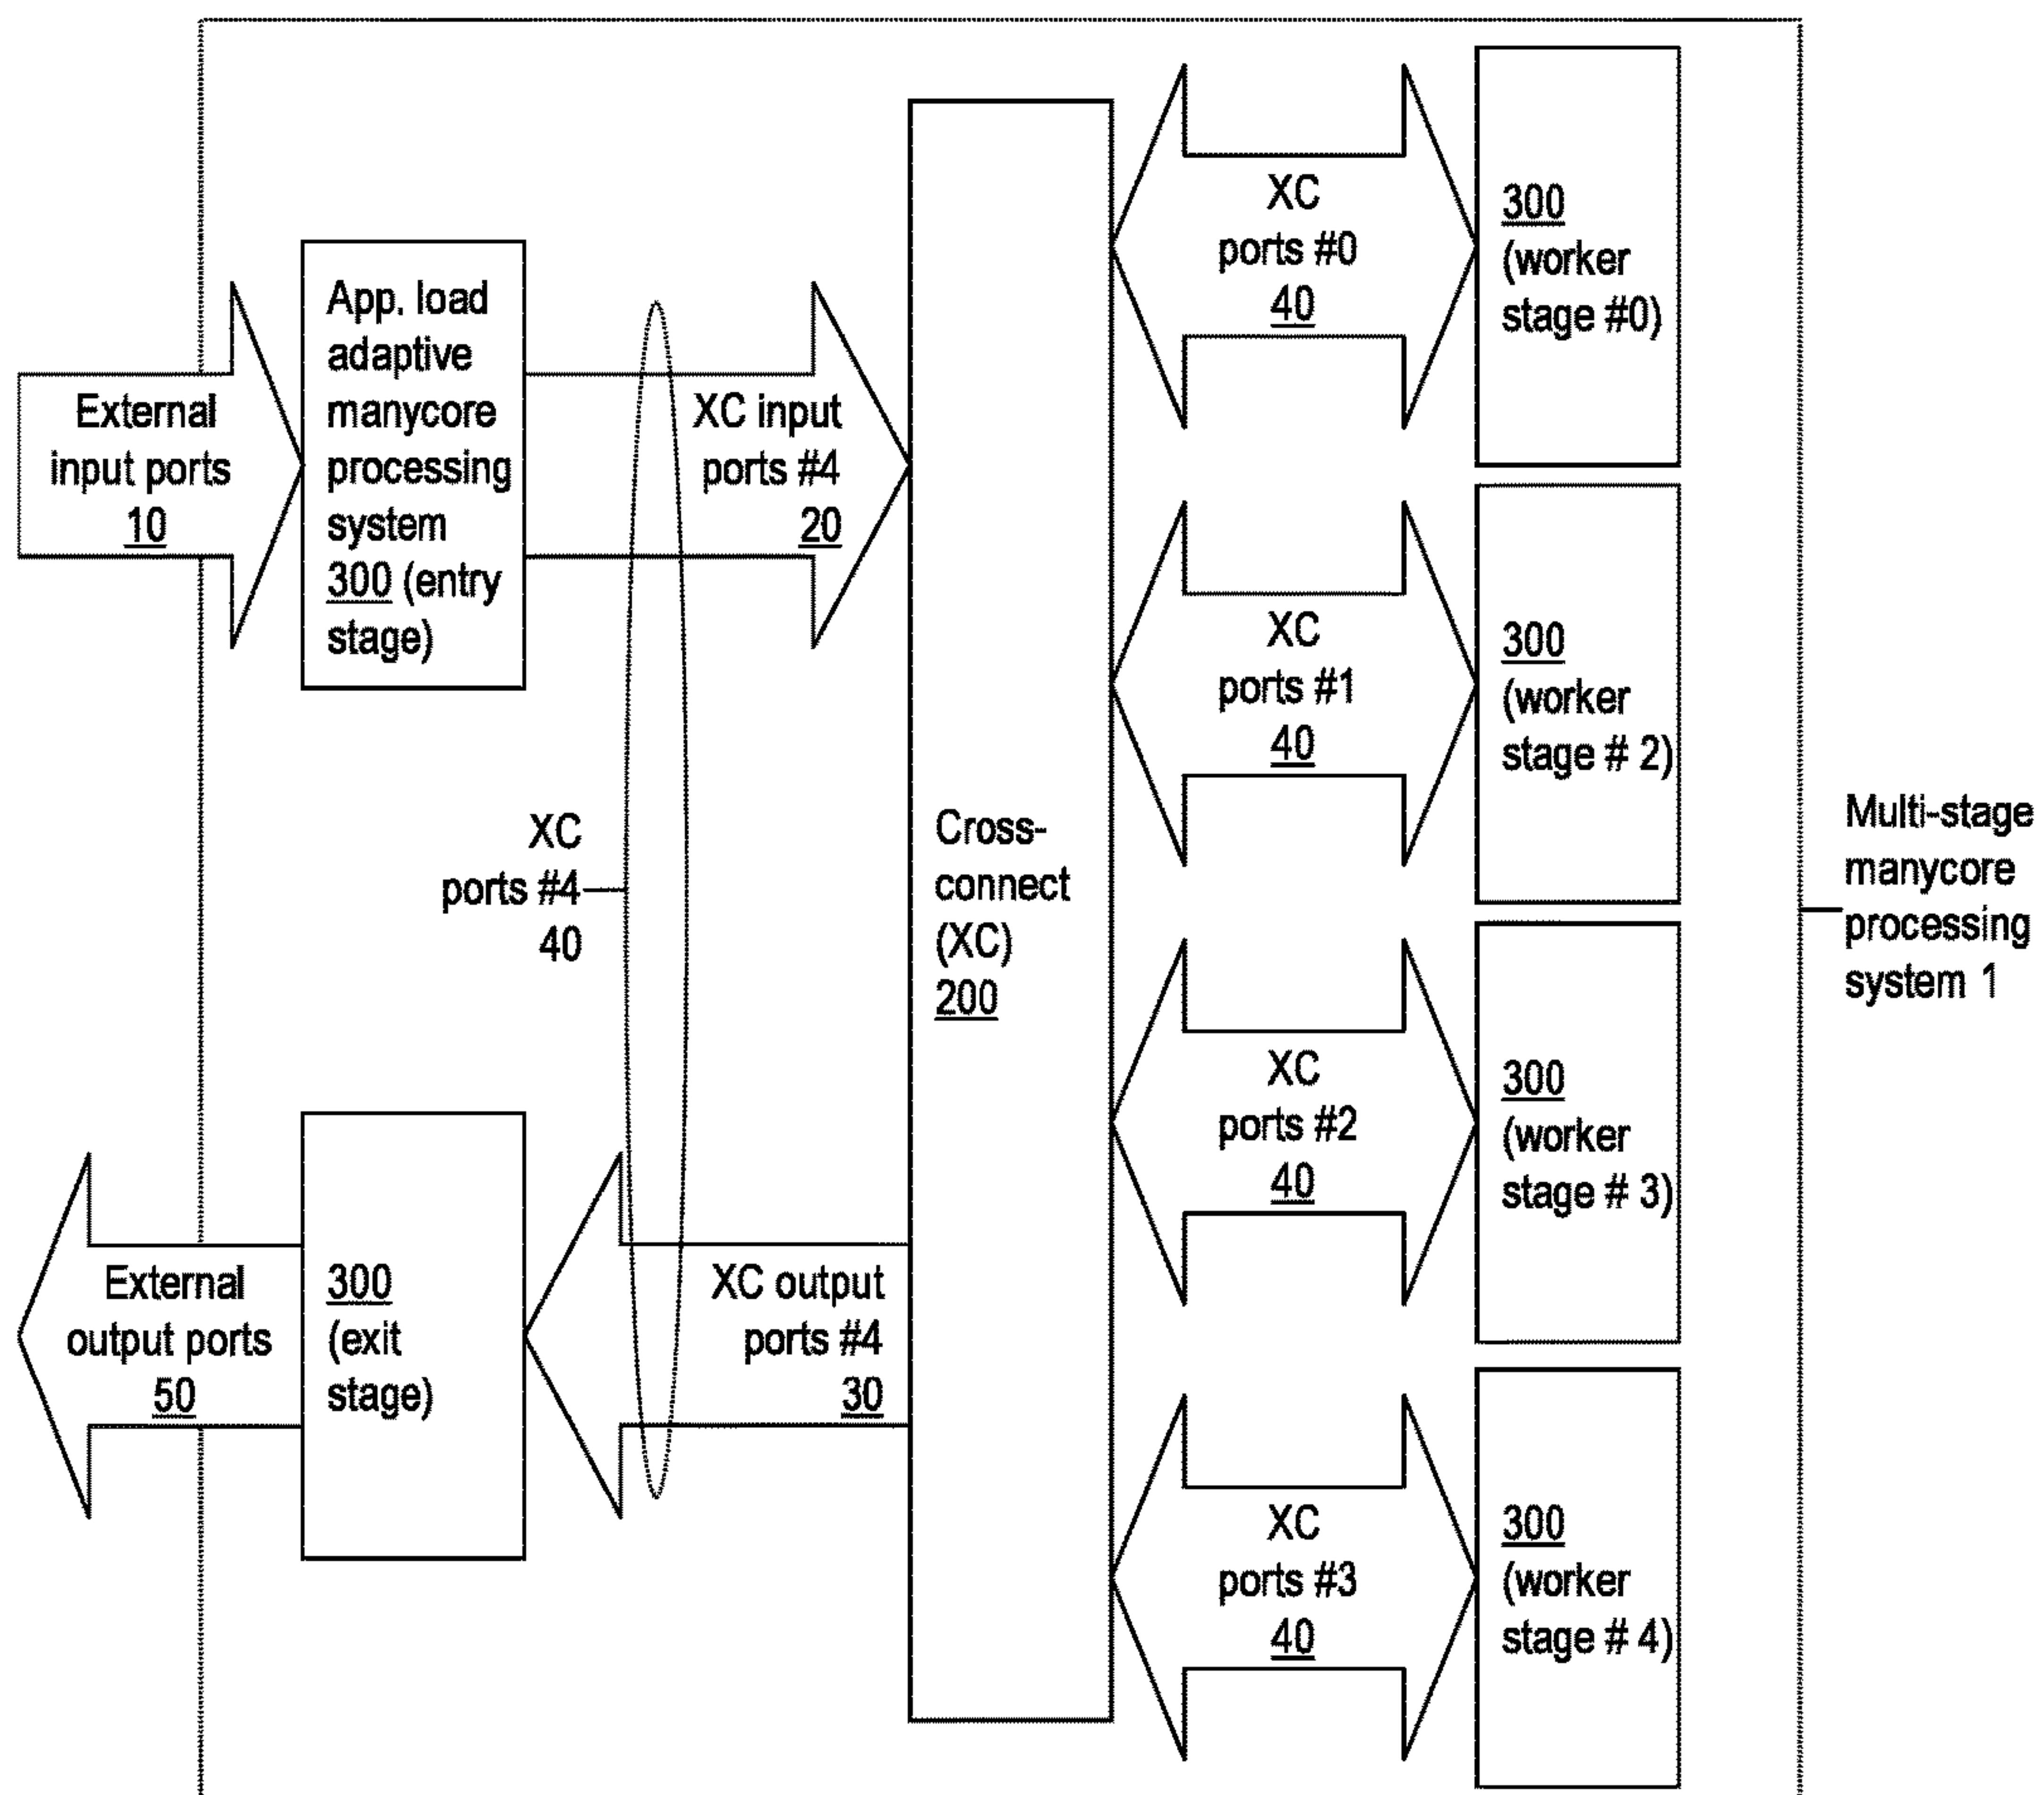 External
input ports
10
App. load
adaptive
manycore
processing
system
300 (entry
stage)
XC input
ports #4
20
XC
ports #4
40
Cross-
connect
(XC)
200
External
output ports
50
300
(exit
stage)
XC output
ports #4
30
XC
ports #0
40
300
(worker
stage #0)
XC
ports #1
40
300
(worker
stage # 2)
XC
ports #2
40
300
(worker
stage # 3)
XC
ports #3
40
300
(worker
stage # 4)
Multi-stage
manycore
processing
system 1